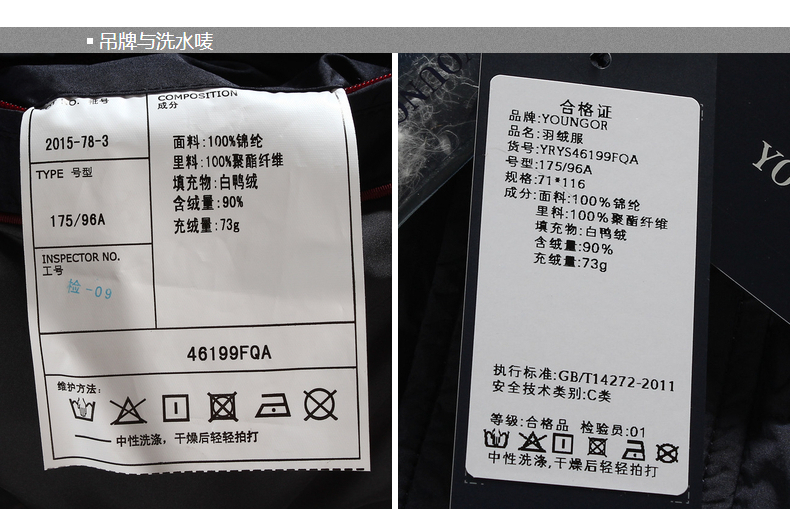 吊牌与洗水唛
COMPOSITION
成分
2015-78-3
面料:100%锦纶
里料:100%聚酯纤维
填充物:白鸭绒
含绒量:90%
充绒量:73g
TYPE 号型
175/96A
INSPECTOR NO.
工号
检-09
46199FQA
维护方法:
中性洗涤,干燥后轻轻拍打
合格证
品牌:YOUNGOR
品名:羽绒服
货号:YRYS46199FQA
号型:175/96A
规格:71*116
成分:面料:100%锦纶
里料:100%聚酯纤维
填充物:白鸭绒
含绒量:90%
充绒量:73g
执行标准:GB/T14272-2011
安全技术类别:C类
等级:合格品 检验员:01
中性洗涤,干燥后轻轻拍打
YO